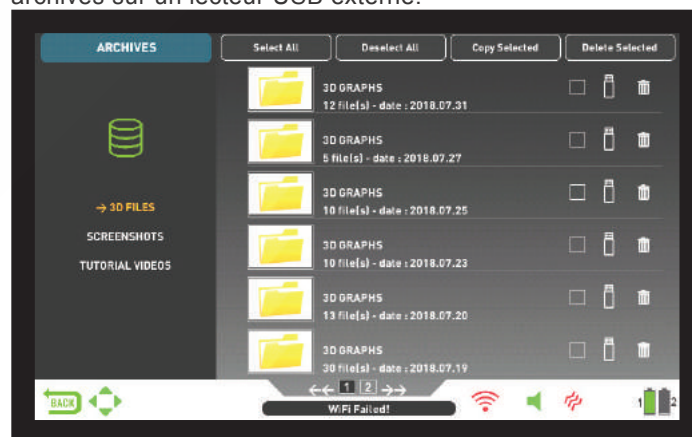 archives sur un lecteur USB externe.
ARCHIVES
Select All
Deselect All
Copy Selected
Delete Selected
3D GRAPHS
12 file(s) - date : 2018.07.31
3D GRAPHS
5 file(s) - date : 2018.07.27
3D GRAPHS
10 file(s) - date : 2018.07.25
3D GRAPHS
10 file(s) - date : 2018.07.23
3D GRAPHS
13 file(s) - date : 2018.07.20
3D GRAPHS
30 file(s) - date : 2018.07.19
→ 3D FILES
SCREENSHOTS
TUTORIAL VIDEOS
←← 1 2 →→
BACK
WiFi Failed!
1 2